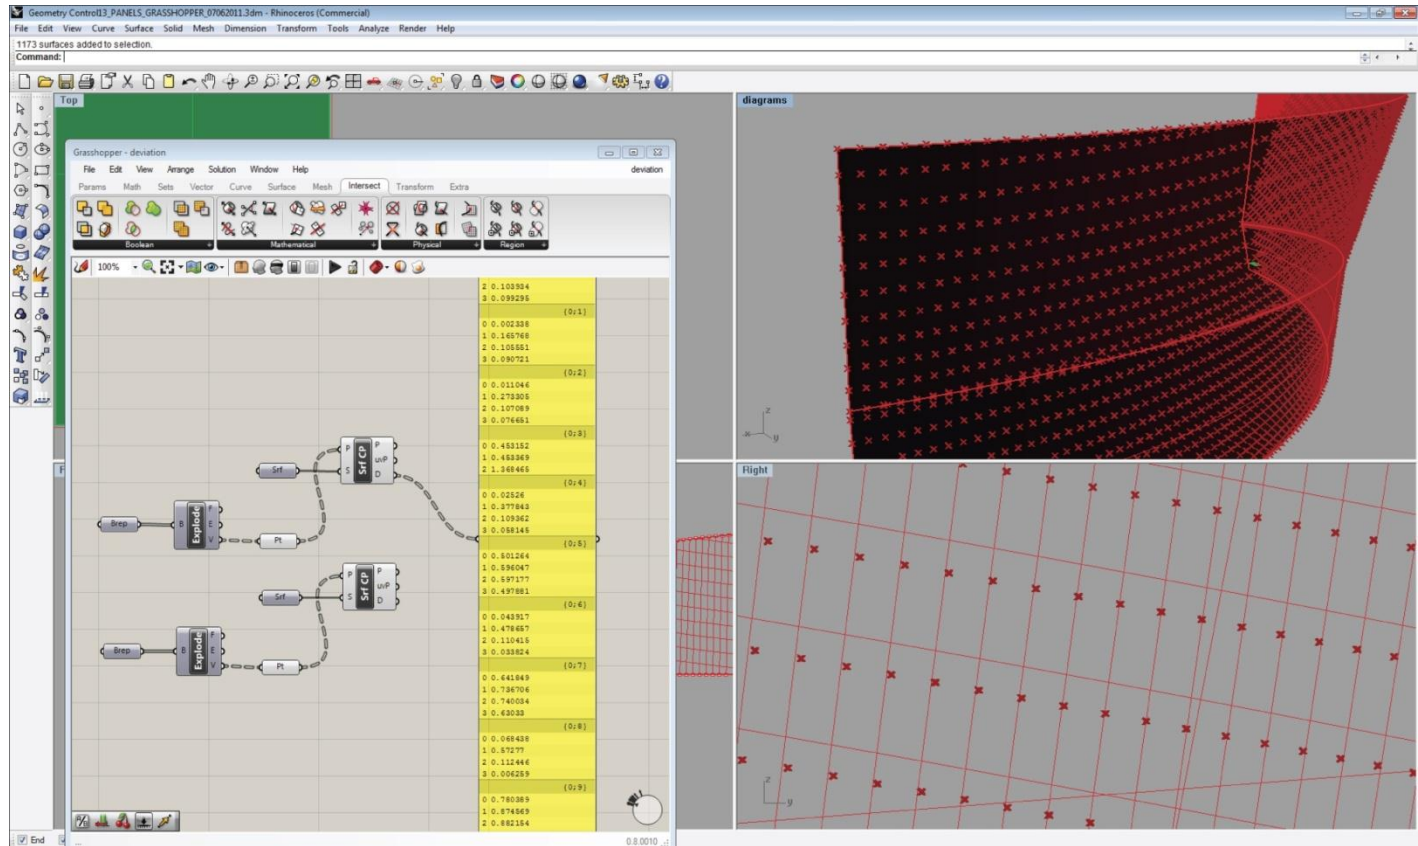 Geometry Control13_PANELS_GRASSHOPPER_07062011.3dm - Rhinoceros (Commercial)
File Edit View Curve Surface Solid Mesh Dimension Transform Tools Analyze Render Help
1173 surfaces added to selection.
Command:
Top
diagrams
Grasshopper - deviation
File Edit View Arrange Solution Window Help deviation
Params Math Sets Vector Curve Surface Mesh Intersect Transform Extra
Boolean Mathematical Physical Region
100%
2 0.103934
3 0.099295
{0;1}
0 0.002338
1 0.165768
2 0.105551
3 0.090721
{0;2}
0 0.011046
1 0.273305
2 0.107089
3 0.076651
{0;3}
0 0.453152
1 0.453369
2 1.368465
{0;4}
0 0.02526
1 0.377843
2 0.109362
3 0.058145
{0;5}
0 0.501264
1 0.596047
2 0.597177
3 0.497881
{0;6}
0 0.043917
1 0.478657
2 0.110415
3 0.033824
{0;7}
0 0.641849
1 0.736706
2 0.740034
3 0.63033
{0;8}
0 0.068438
1 0.57277
2 0.112446
3 0.006259
{0;9}
0 0.780389
1 0.874569
2 0.882154
Srf
P S Srf CP P uvP D
Brep
B Explode F E V
Pt
Srf
P S Srf CP P uvP D
Brep
B Explode F E V
Pt
z
x y
F
Right
z
y
0.8.0010
End